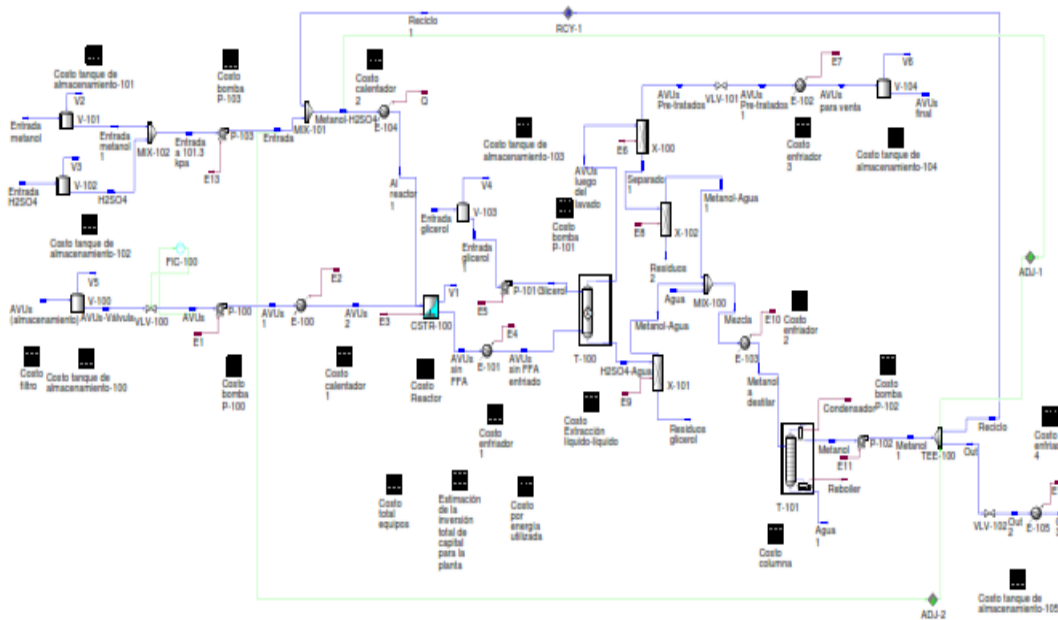 Reciclo
1
RCY-1
Costo tanque de
almacenamiento-101
V2
Entrada
metanol
V-101
Entrada
metanol
1
MIX-102
V3
Entrada
H2SO4
V-102
H2SO4
Entrada
a 101.3
kpa
E13
Costo
bomba
P-103
P-103
Entrada
MIX-101
Costo
calentador
2
Metanol-H2SO4
Q
E-104
Al
reactor
1
Costo tanque de
almacenamiento-102
FIC-100
V5
AVUs
(almacenamiento)
V-100
AVUs-Válvula
VLV-100
AVUs
P-100
E1
AVUs
1
E2
E-100
AVUs
2
E3
V1
CSTR-100
Costo
filtro
Costo tanque de
almacenamiento-100
Costo
bomba
P-100
Costo
calentador
1
Costo
Reactor
AVUs
sin
FFA
E4
E-101
AVUs
sin FFA
enfriado
Costo
enfriador
1
Costo tanque de
almacenamiento-103
V4
Entrada
glicerol
V-103
Entrada
glicerol
1
E5
P-101
Glicerol
Costo
bomba
P-101
T-100
AVUs
luego
del
lavado
E6
X-100
Separado
1
E8
X-102
Residuos
2
AVUs
Pre-tratados
VLV-101
AVUs
Pre-tratados
1
E7
E-102
AVUs
para venta
V6
V-104
AVUs
final
Costo
enfriador
3
Costo tanque de
almacenamiento-104
Metanol-Agua
1
Agua
Metanol-Agua
MIX-100
Mezcla
H2SO4-Agua
E9
X-101
Residuos
glicerol
Costo
Extracción
líquido-líquido
E10
Costo
enfriador
2
E-103
Metanol
a
destilar
Condensador
Costo
bomba
P-102
Metanol
E11
P-102
Metanol
1
TEE-100
Reciclo
Out
Reboiler
T-101
Agua
1
Costo
columna
ADJ-1
ADJ-2
VLV-102
Out
2
E-105
Costo tanque de
almacenamiento-105
Costo
total
equipos
Estimación
de la
inversión
total de
capital para
la
planta
Costo
por
energía
utilizada